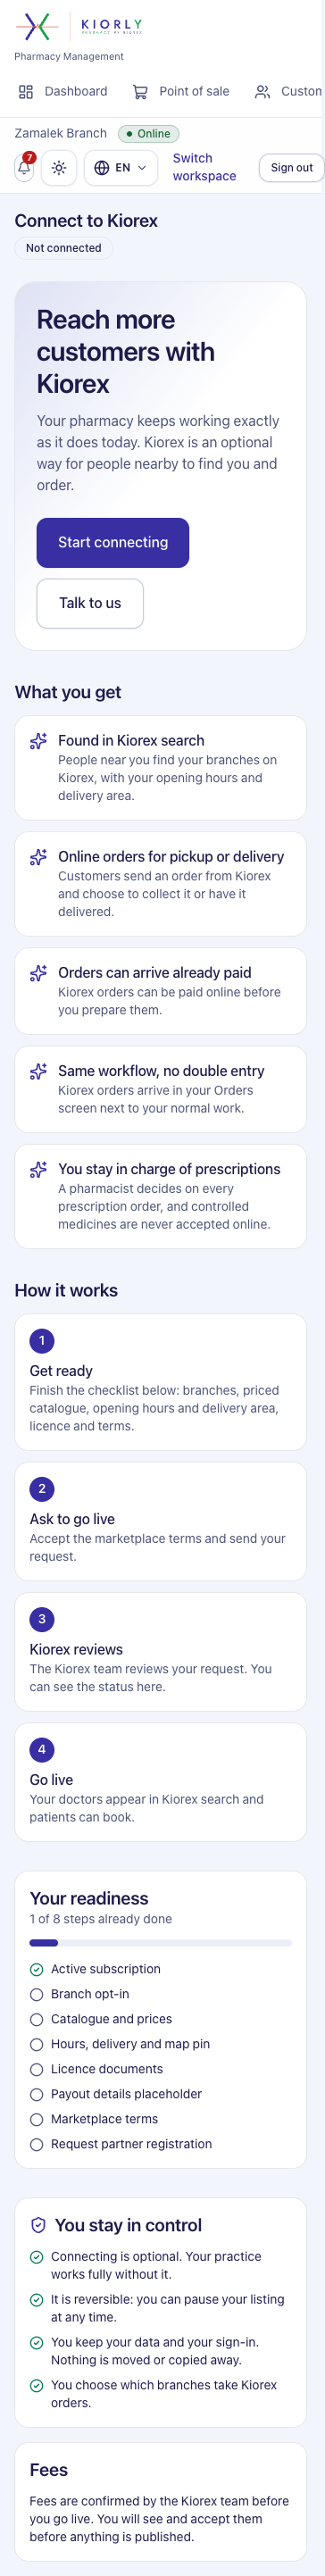 KIORLY
PHARMACY BY KIOREX
Pharmacy Management
Dashboard
Point of sale
Custom
Zamalek Branch
Online
7
EN
Switch
workspace
Sign out
Connect to Kiorex
Not connected
Reach more
customers with
Kiorex
Your pharmacy keeps working exactly
as it does today. Kiorex is an optional
way for people nearby to find you and
order.
Start connecting
Talk to us
What you get
Found in Kiorex search
People near you find your branches on
Kiorex, with your opening hours and
delivery area.
Online orders for pickup or delivery
Customers send an order from Kiorex
and choose to collect it or have it
delivered.
Orders can arrive already paid
Kiorex orders can be paid online before
you prepare them.
Same workflow, no double entry
Kiorex orders arrive in your Orders
screen next to your normal work.
You stay in charge of prescriptions
A pharmacist decides on every
prescription order, and controlled
medicines are never accepted online.
How it works
1
Get ready
Finish the checklist below: branches, priced
catalogue, opening hours and delivery area,
licence and terms.
2
Ask to go live
Accept the marketplace terms and send your
request.
3
Kiorex reviews
The Kiorex team reviews your request. You
can see the status here.
4
Go live
Your doctors appear in Kiorex search and
patients can book.
Your readiness
1 of 8 steps already done
Active subscription
Branch opt-in
Catalogue and prices
Hours, delivery and map pin
Licence documents
Payout details placeholder
Marketplace terms
Request partner registration
You stay in control
Connecting is optional. Your practice
works fully without it.
It is reversible: you can pause your listing
at any time.
You keep your data and your sign-in.
Nothing is moved or copied away.
You choose which branches take Kiorex
orders.
Fees
Fees are confirmed by the Kiorex team before
you go live. You will see and accept them
before anything is published.